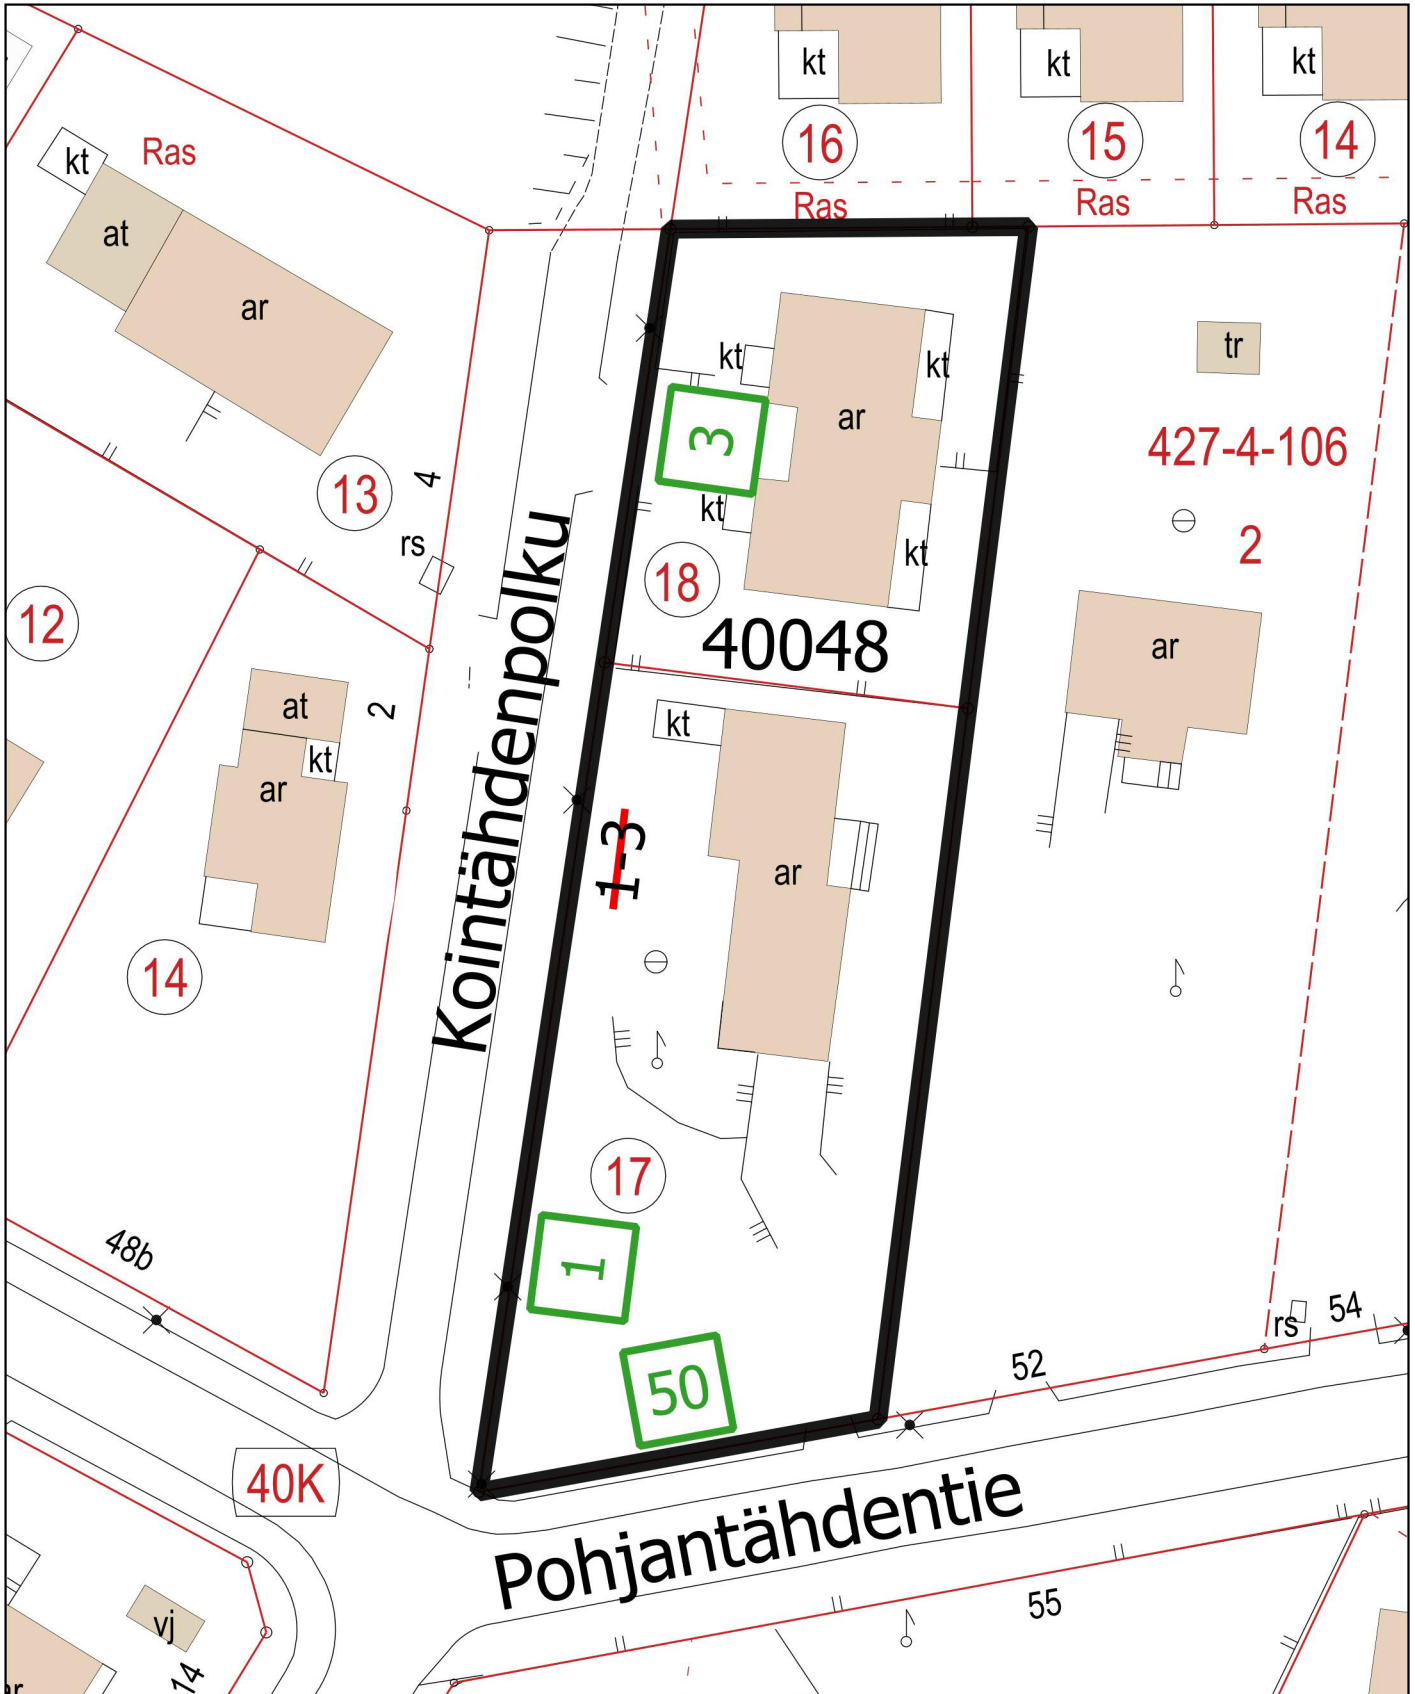 kt
kt
kt
16
15
14
Ras
Ras
Ras
kt
Ras
at
ar
tr
kt
kt
ar
3
427-4-106
13
4
kt
2
rs
kt
18
12
40048
ar
Kointähdenpolku
at
2
kt
kt
ar
1-3
ar
14
17
48b
1
rs
54
52
50
40K
Pohjantähdentie
55
vj
14
ar